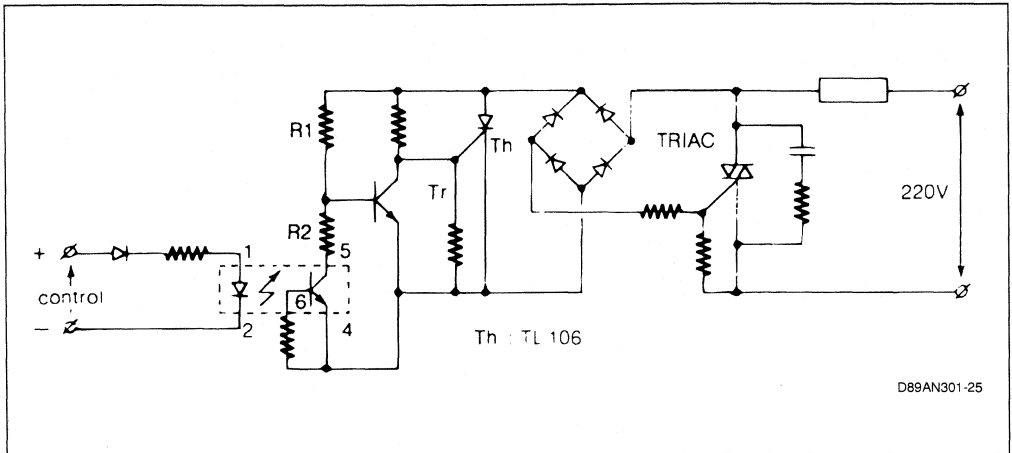 R1
Th
TRIAC
Tr
220V
R2
+ 1 5
control
6
— 2 4
Th : TL 106
D89AN301-25